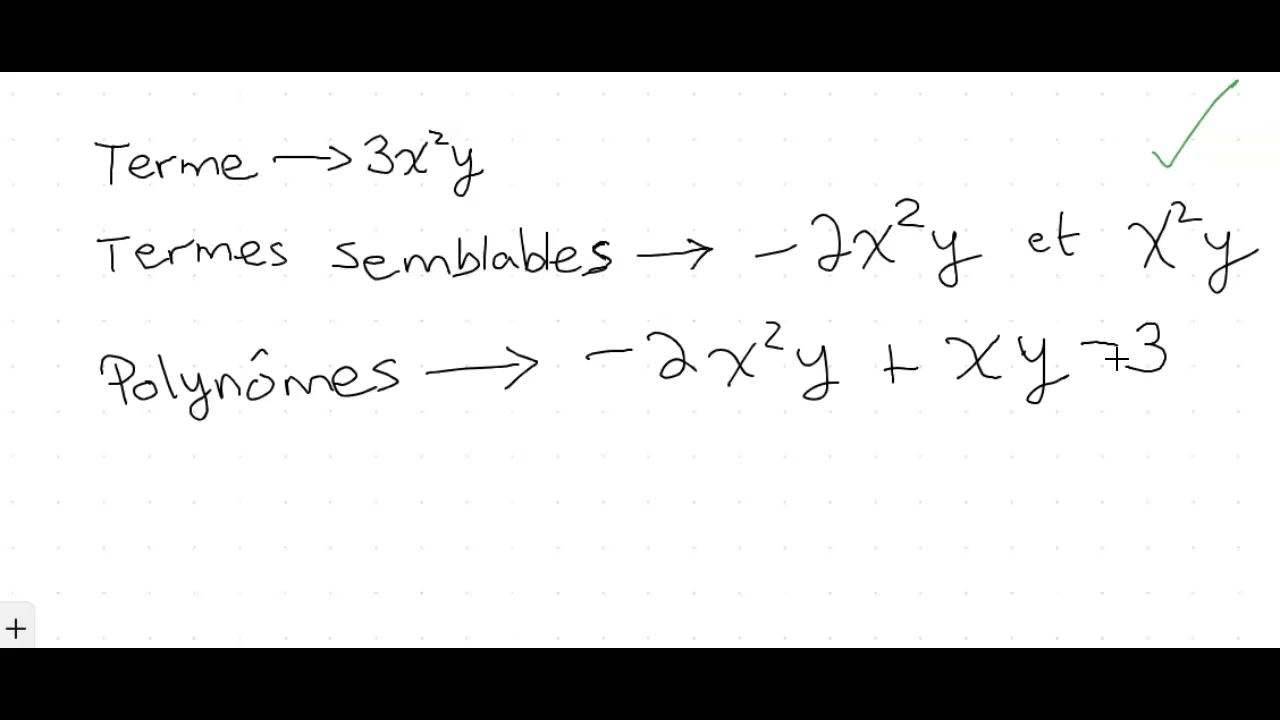 Terme → 3x²y
Termes semblables → -2x²y et x²y
Polynômes → -2x²y + xy - 3